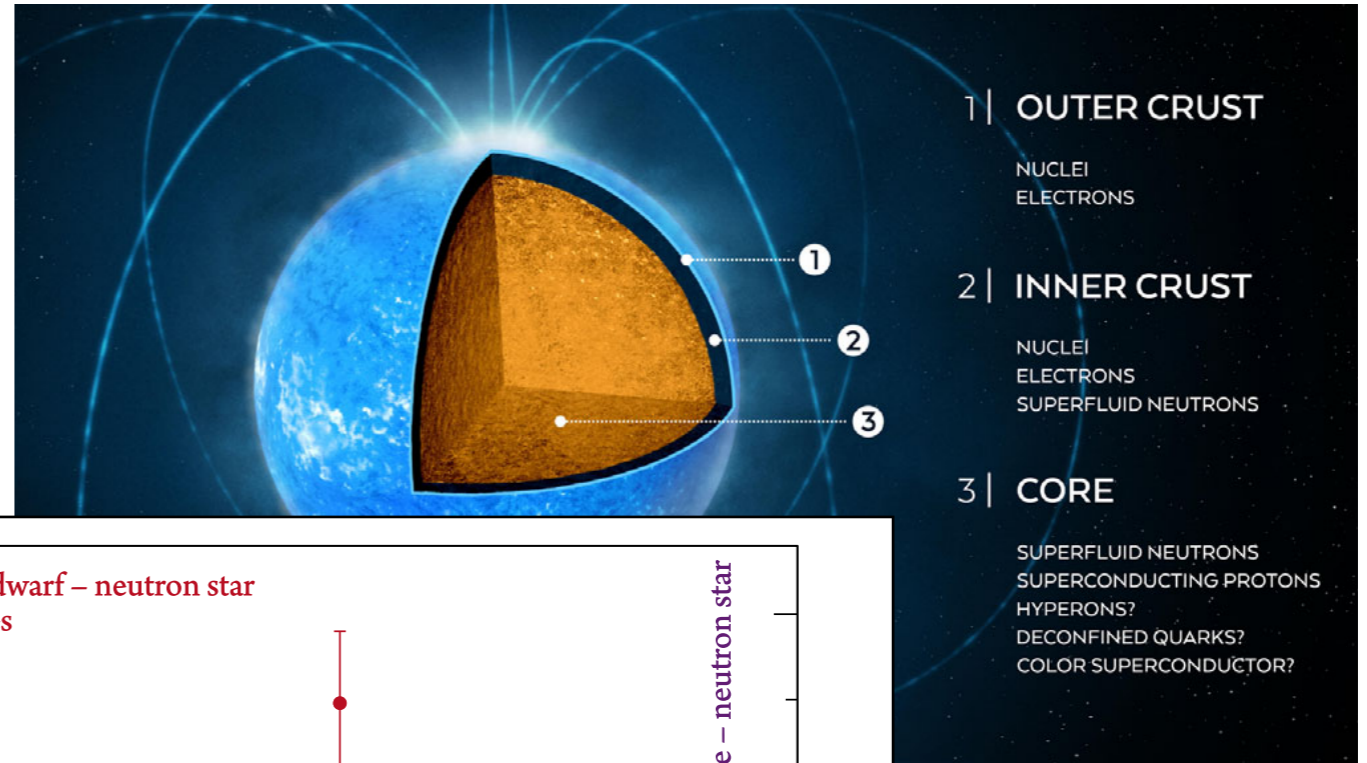 1| OUTER CRUST
NUCLEI
ELECTRONS
1
2| INNER CRUST
NUCLEI
ELECTRONS
SUPERFLUID NEUTRONS
2
3
3| CORE
SUPERFLUID NEUTRONS
SUPERCONDUCTING PROTONS
HYPERONS?
DECONFINED QUARKS?
COLOR SUPERCONDUCTOR?
– neutron star
– neutron star